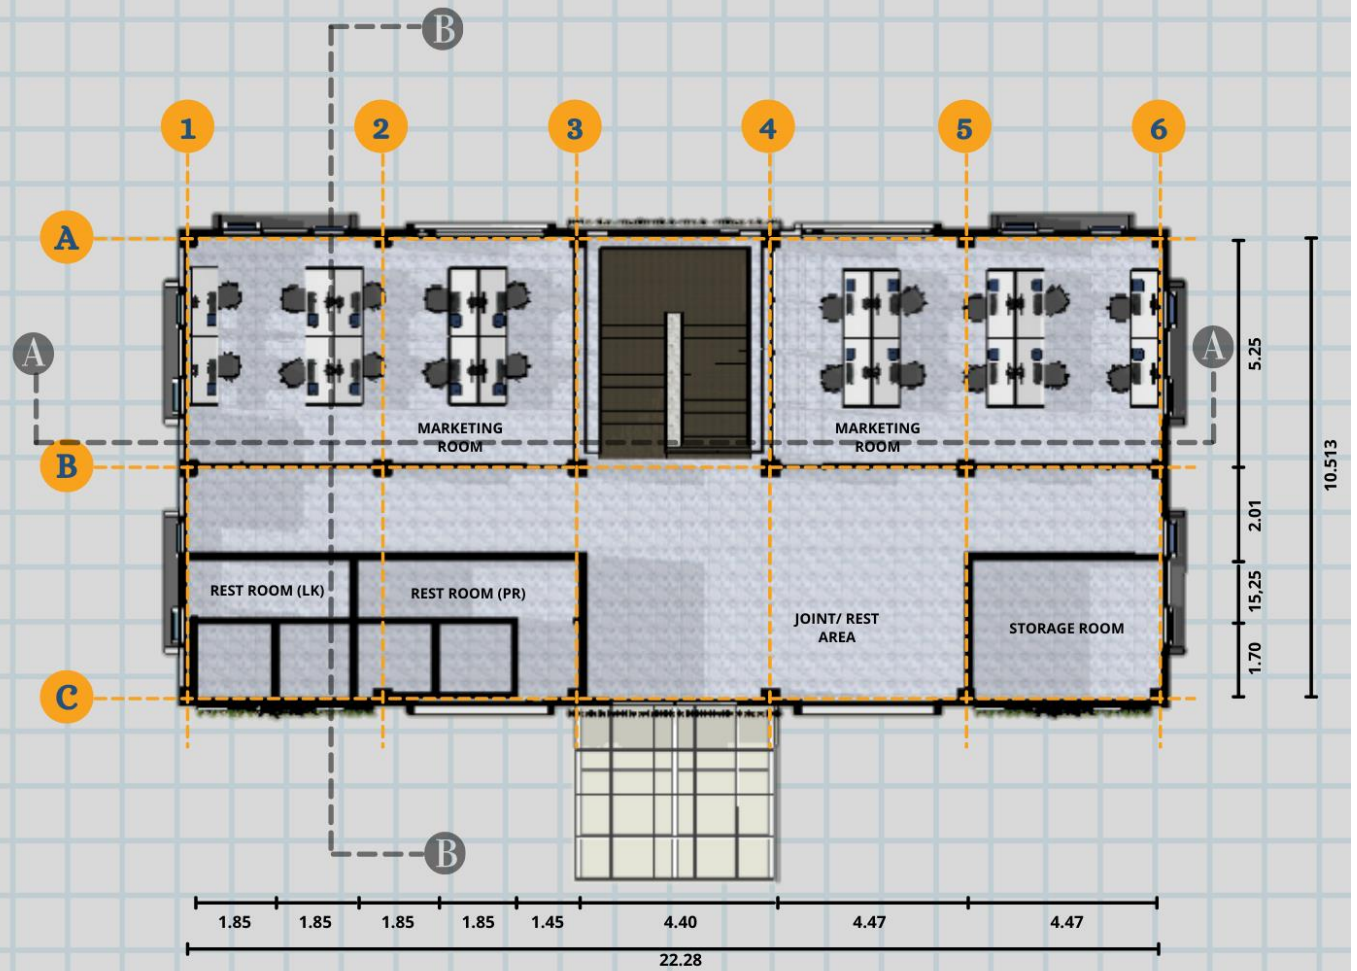 B
1
2
3
4
5
6
A
A
A
MARKETING
ROOM
MARKETING
ROOM
5.25
B
10.513
2.01
REST ROOM (LK)
REST ROOM (PR)
JOINT/ REST
AREA
STORAGE ROOM
15,25
1.70
C
B
1.85
1.85
1.85
1.85
1.45
4.40
4.47
4.47
22.28